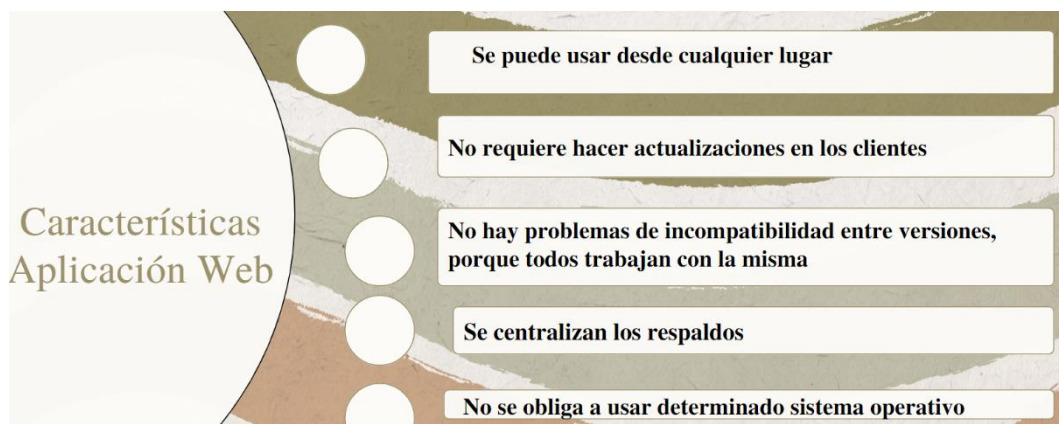 Características
Aplicación Web
Se puede usar desde cualquier lugar
No requiere hacer actualizaciones en los clientes
No hay problemas de incompatibilidad entre versiones,
porque todos trabajan con la misma
Se centralizan los respaldos
No se obliga a usar determinado sistema operativo